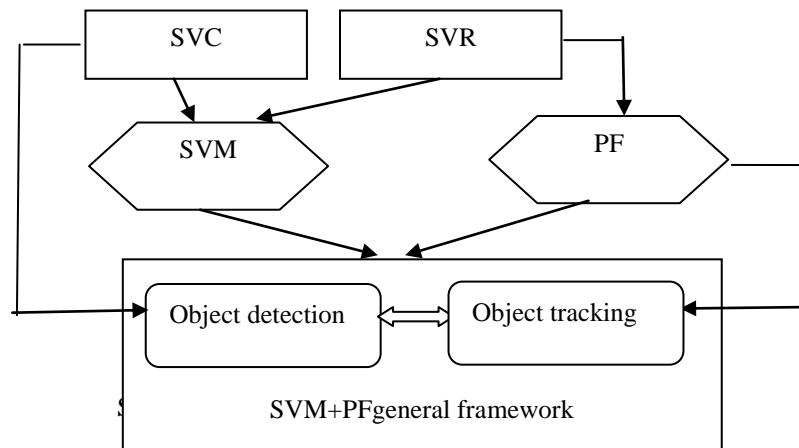 SVC
SVR
SVM
PF
Object detection
Object tracking
SVM+PFgeneral framework